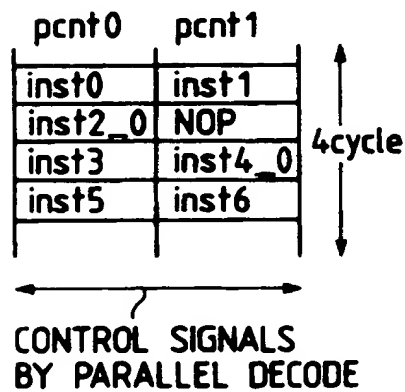 pcnt0 pcnt1
inst0 inst1
inst2_0 NOP
inst3 inst4_0
inst5 inst6
4cycle
CONTROL SIGNALS
BY PARALLEL DECODE